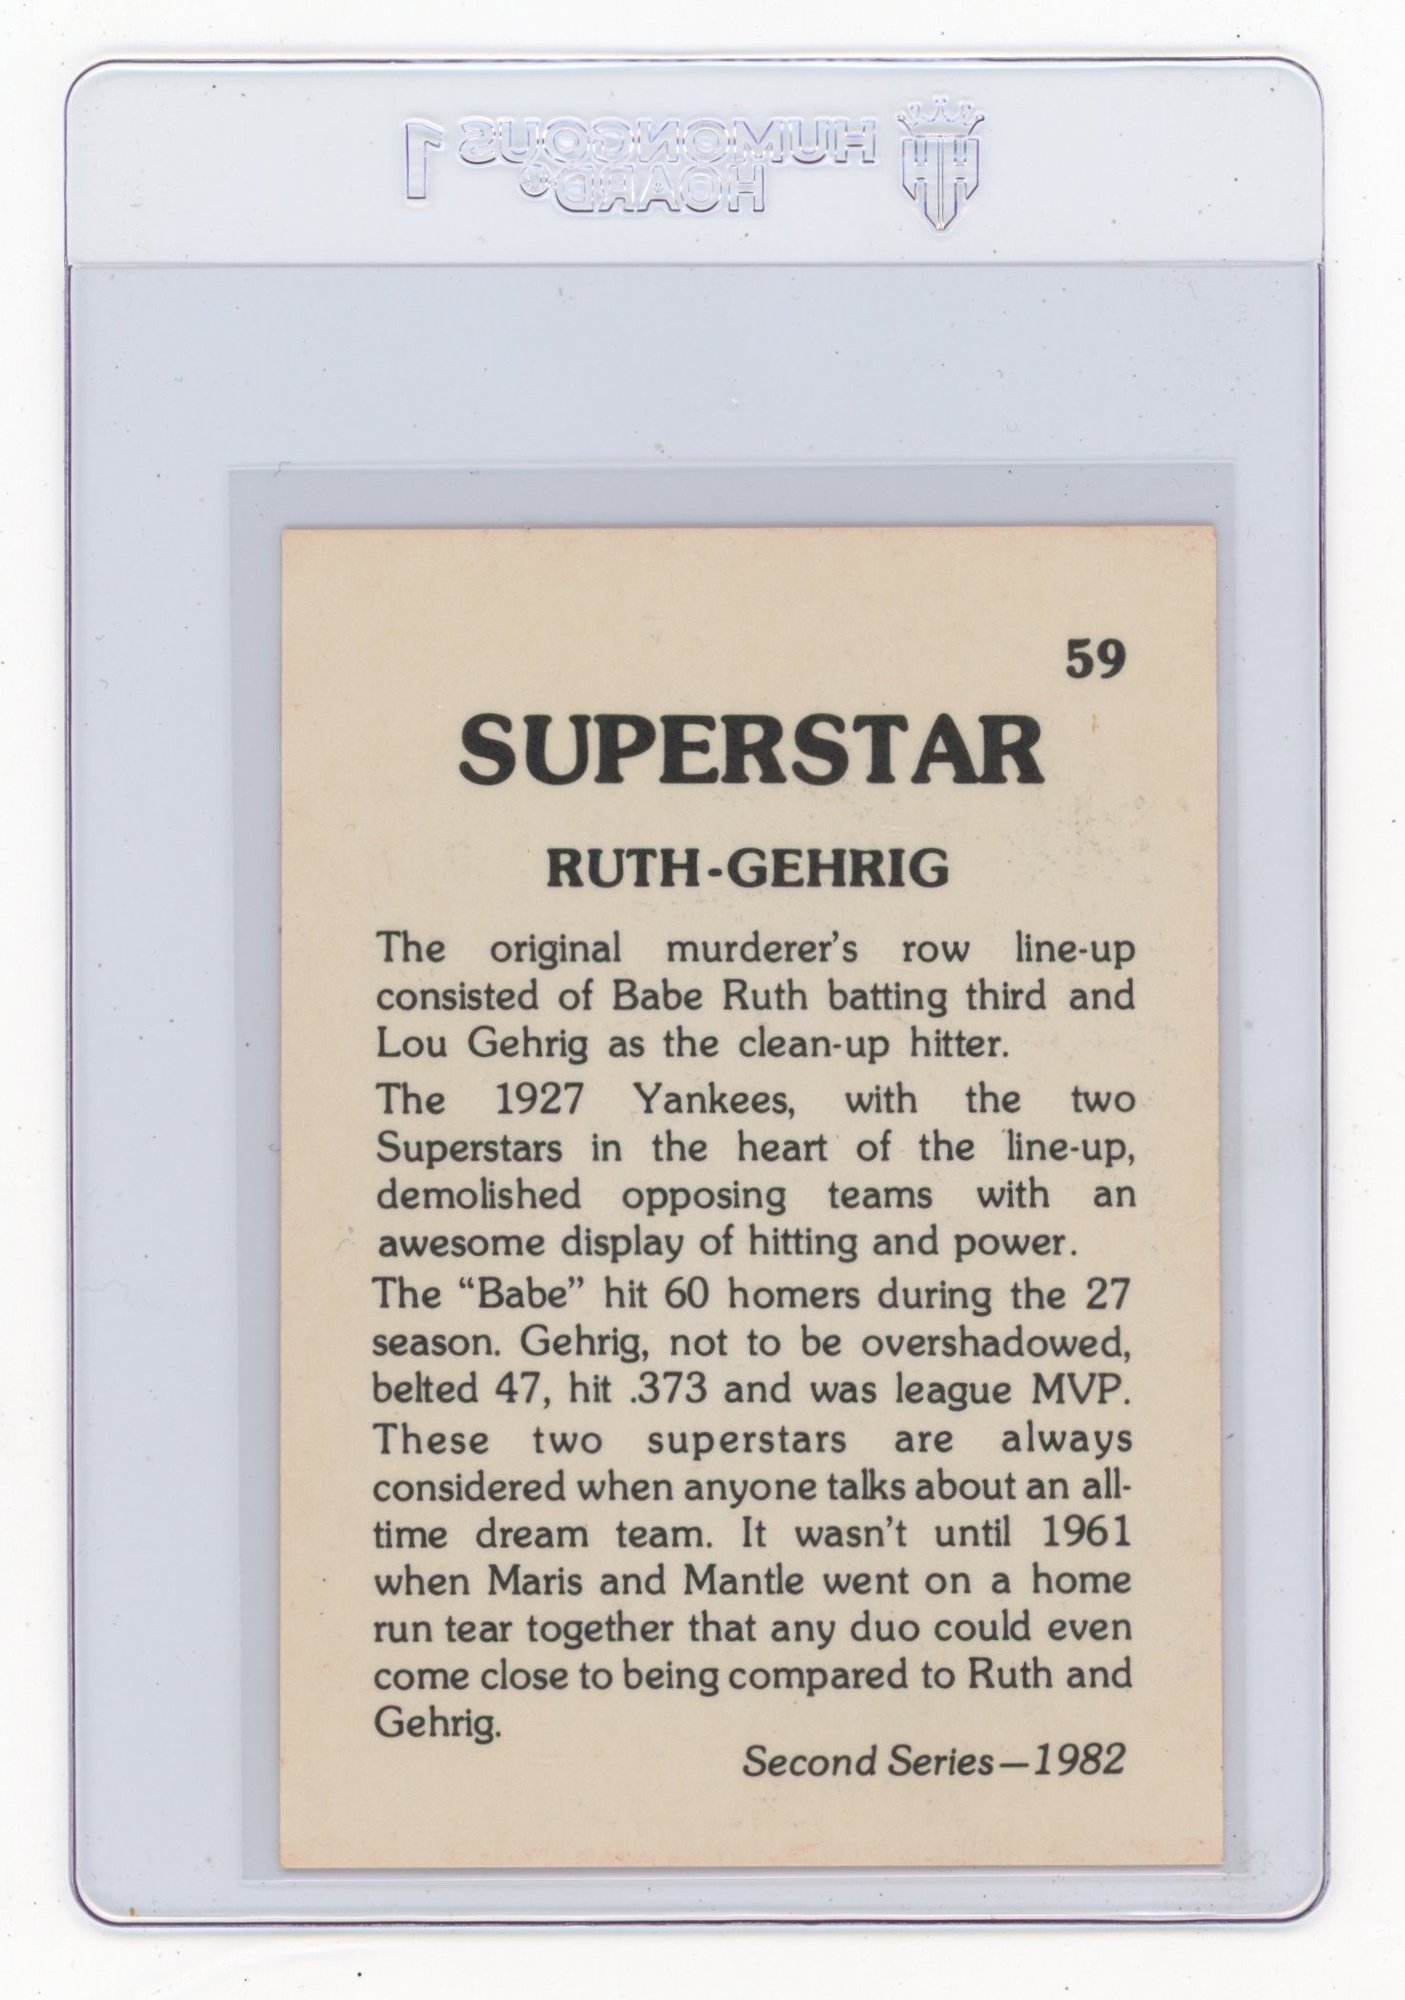 HUMONGOUS 1
HOARD®
59
SUPERSTAR
RUTH-GEHRIG
The original murderer's row line-up
consisted of Babe Ruth batting third and
Lou Gehrig as the clean-up hitter.
The 1927 Yankees, with the two
Superstars in the heart of the line-up,
demolished opposing teams with an
awesome display of hitting and power.
The “Babe” hit 60 homers during the 27
season. Gehrig, not to be overshadowed,
belted 47, hit .373 and was league MVP.
These two superstars are always
considered when anyone talks about an all-
time dream team. It wasn't until 1961
when Maris and Mantle went on a home
run tear together that any duo could even
come close to being compared to Ruth and
Gehrig.
Second Series—1982